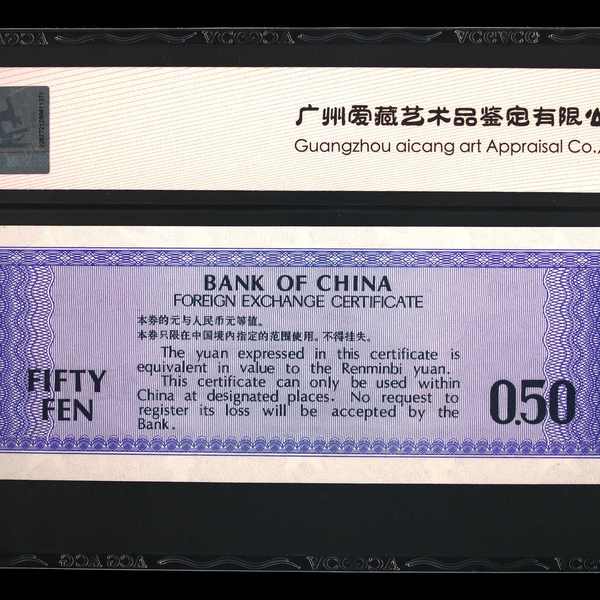 广州爱藏艺术品鉴定有限公
Guangzhou aicang art Appraisal Co.,
BANK OF CHINA
FOREIGN EXCHANGE CERTIFICATE
本券的元与人民币元等值。
本券只限在中国境内指定的范围使用。不得挂失。
The yuan expressed in this certificate is
equivalent in value to the Renminbi yuan.
This certificate can only be used within
China at designated places. No request to
register its loss will be accepted by the
Bank.
FIFTY
FEN
0.50